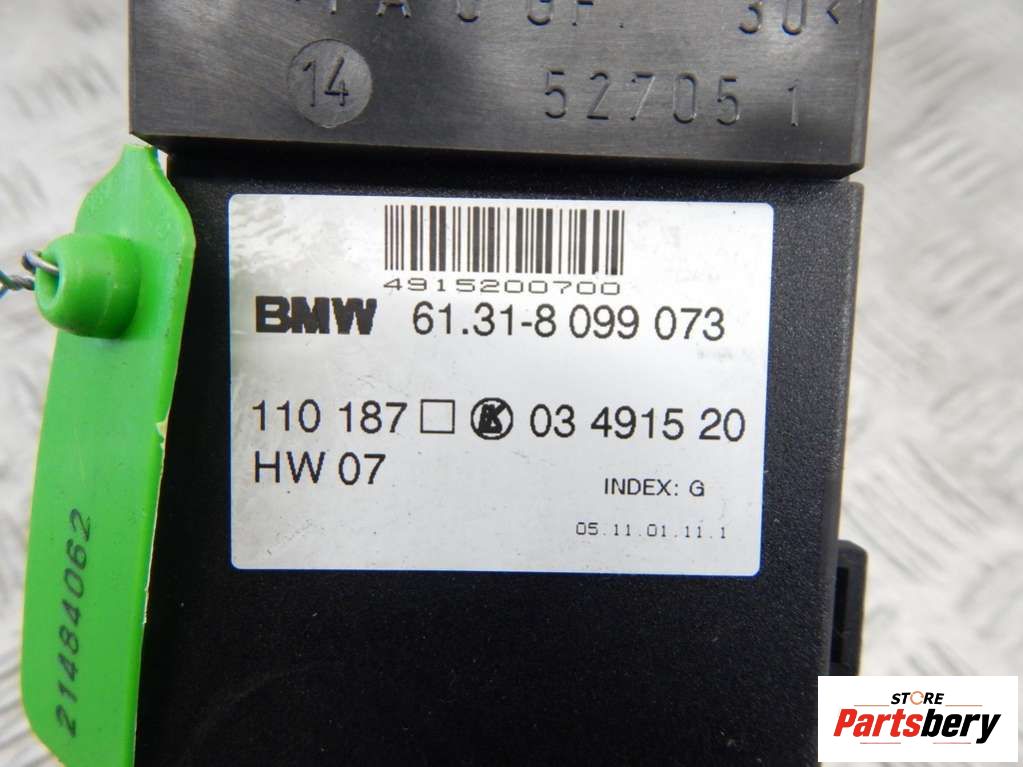 30<
14
52705 1
4915200700
BMW 61.31-8 099 073
110 187 □ 03 4915 20
HW 07
INDEX: G
05.11.01.11.1
21484062
STORE
Partsbery